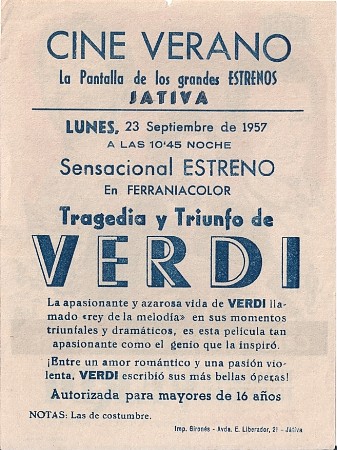 CINE VERANO
La Pantalla de los grandes ESTRENOS
JATIVA
LUNES, 23 Septiembre de 1957
A LAS 10'45 NOCHE
Sensacional ESTRENO
En FERRANIACOLOR
Tragedia y Triunfo de
VERDI
La apasionante y azarosa vida de VERDI lla-
mado «rey de la melodía» en sus momentos
triunfales y dramáticos, es esta película tan
apasionante como el genio que la inspiró.
¡Entre un amor romántico y una pasión vio-
lenta, VERDI escribió sus más bellas óperas!
Autorizada para mayores de 16 años
NOTAS: Las de costumbre.
Imp. Gironés - Avda. E. Liberador, 21 - Játiva